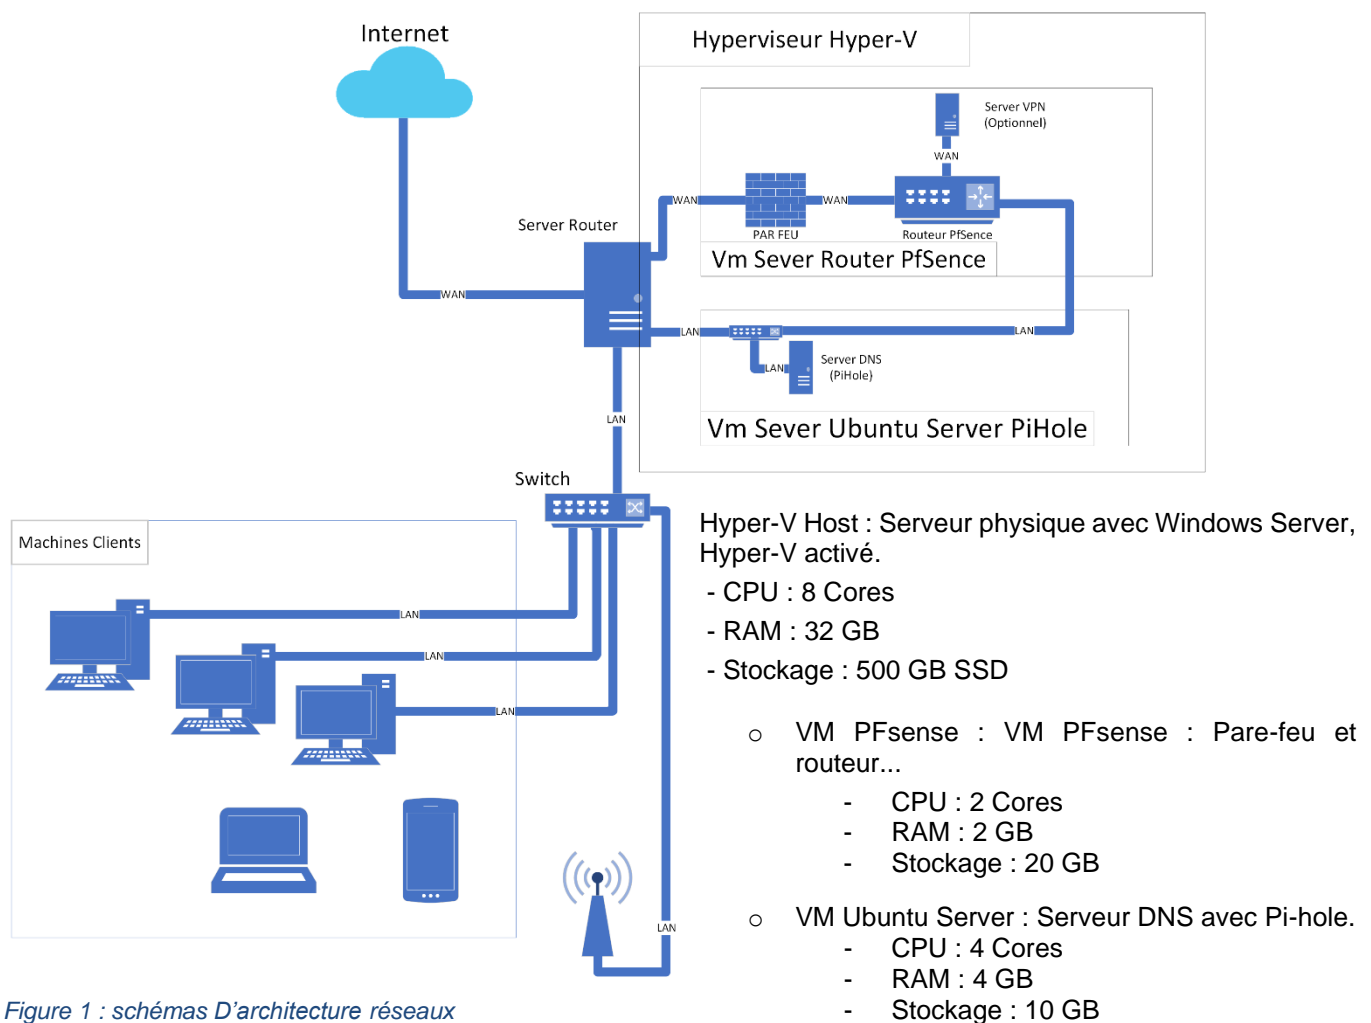 Internet
Hyperviseur Hyper-V
Server VPN
(Optionnel)
WAN
WAN
WAN
PAR FEU
Routeur PfSence
Vm Sever Router PfSence
Server Router
WAN
LAN
LAN
LAN
Server DNS
(PiHole)
Vm Sever Ubuntu Server PiHole
LAN
Switch
Machines Clients
LAN
LAN
LAN
LAN
Hyper-V Host : Serveur physique avec Windows Server,
Hyper-V activé.
- CPU : 8 Cores
- RAM : 32 GB
- Stockage : 500 GB SSD
o VM PFsense : VM PFsense : Pare-feu et
routeur...
- CPU : 2 Cores
- RAM : 2 GB
- Stockage : 20 GB
o VM Ubuntu Server : Serveur DNS avec Pi-hole.
- CPU : 4 Cores
- RAM : 4 GB
- Stockage : 10 GB
Figure 1 : schémas D'architecture réseaux